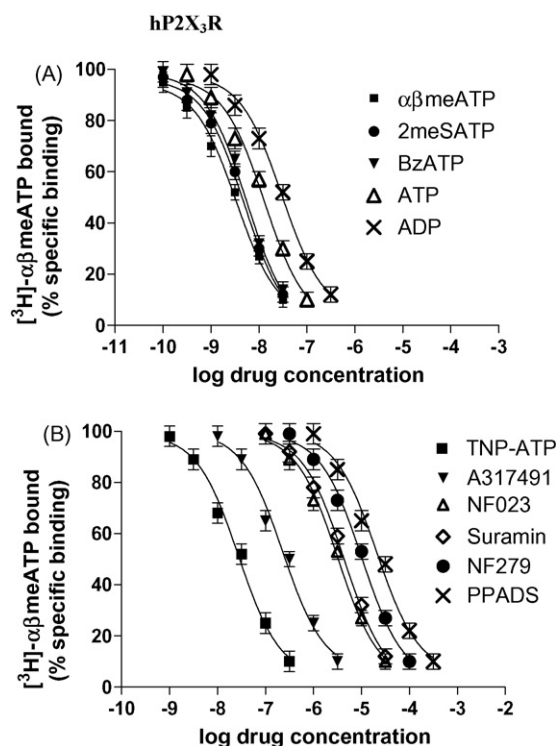 hP2X₃R
(A)
[³H]-αβmeATP bound
(% specific binding)
100
80
60
40
20
0
-11 -10 -9 -8 -7 -6 -5 -4 -3
log drug concentration
αβmeATP
2meSATP
BzATP
ATP
ADP
(B)
[³H]-αβmeATP bound
(% specific binding)
100
80
60
40
20
0
-10 -9 -8 -7 -6 -5 -4 -3 -2
log drug concentration
TNP-ATP
A317491
NF023
Suramin
NF279
PPADS